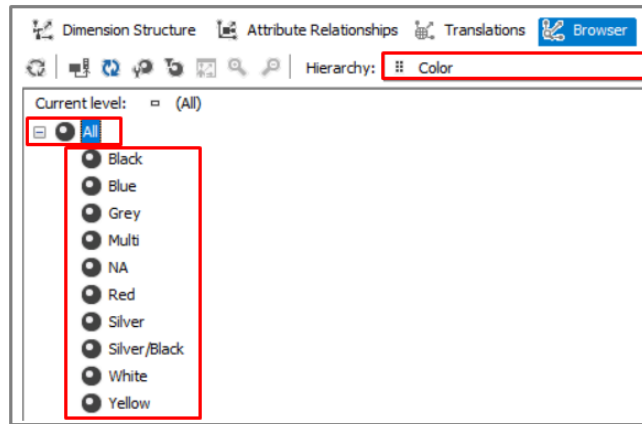 Dimension Structure Attribute Relationships Translations Browser
Hierarchy: Color
Current level: (All)
All
Black
Blue
Grey
Multi
NA
Red
Silver
Silver/Black
White
Yellow